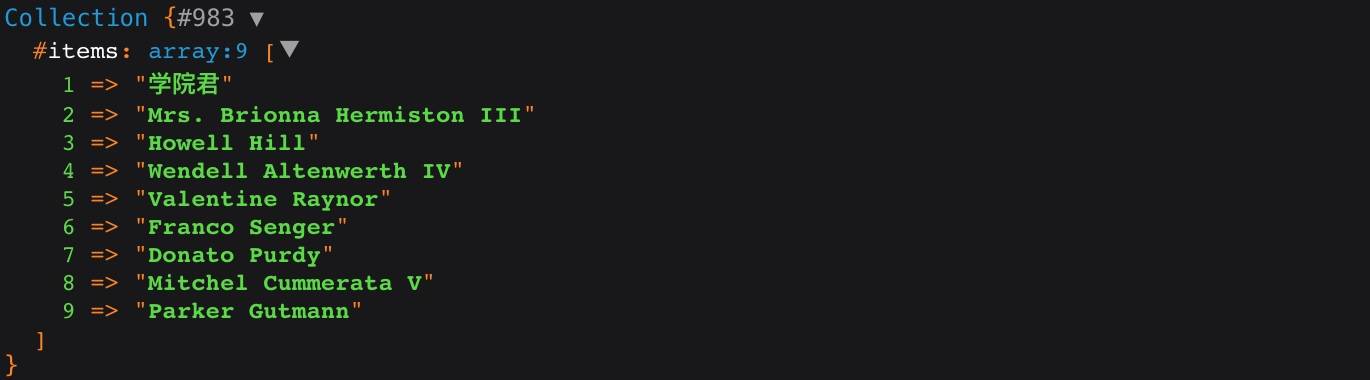 Collection {#983 ▼
#items: array:9 [▼
1 => "学院君"
2 => "Mrs. Brionna Hermiston III"
3 => "Howell Hill"
4 => "Wendell Altenwerth IV"
5 => "Valentine Raynor"
6 => "Franco Senger"
7 => "Donato Purdy"
8 => "Mitchel Cummerata V"
9 => "Parker Gutmann"
]
}